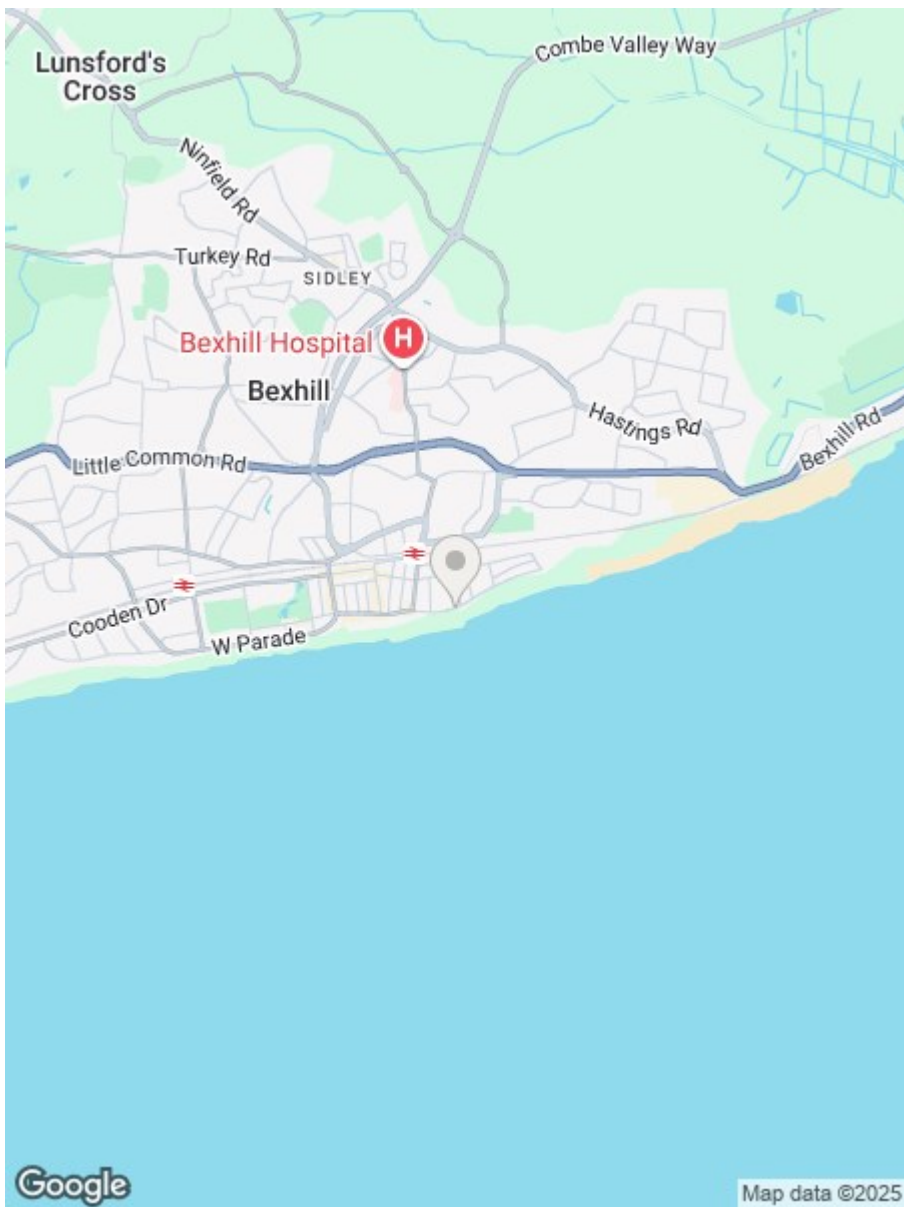 Combe Valley Way
Lunsford's
Cross
Ninfield Rd
Turkey Rd
SIDLEY
Bexhill Hospital
H
Bexhill
Hastings Rd
Bexhill Rd
Little Common Rd
Cooden Dr
W Parade
Google
Map data ©2025